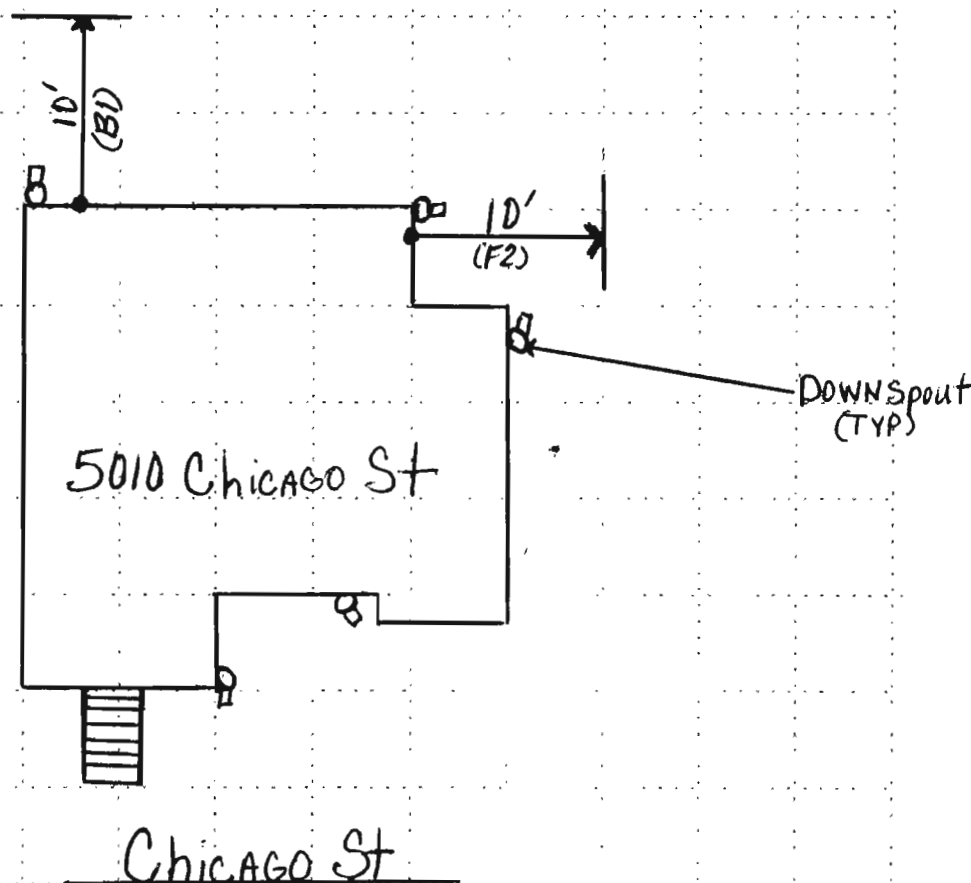 10'
(B1)
10'
(F2)
DOWNSpout
(TYP)
5010 ChicAGO St
ChicAGO St